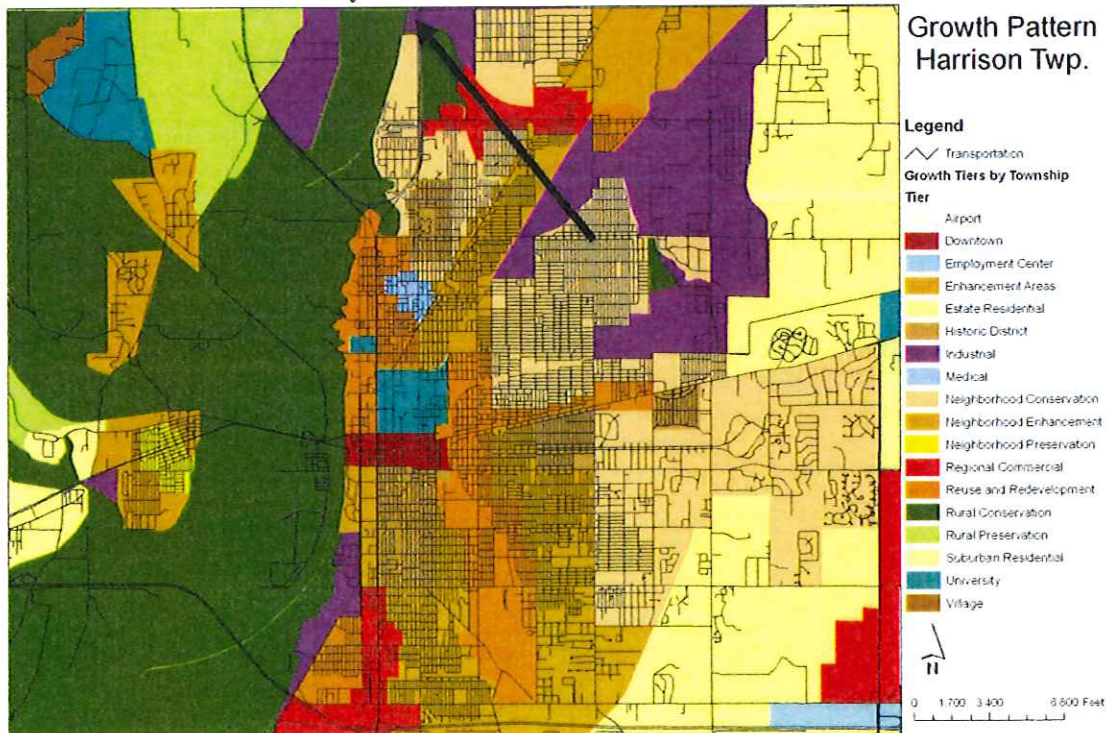 Growth Pattern
Harrison Twp.
Legend
Transportation
Growth Tiers by Township
Tier
Airport
Downtown
Employment Center
Enhancement Areas
Estate Residential
Historic District
Industrial
Medical
Neighborhood Conservation
Neighborhood Enhancement
Neighborhood Preservation
Regional Commercial
Reuse and Redevelopment
Rural Conservation
Rural Preservation
Suburban Residential
University
Village
N
0 1,700 3,400 6,800 Feet